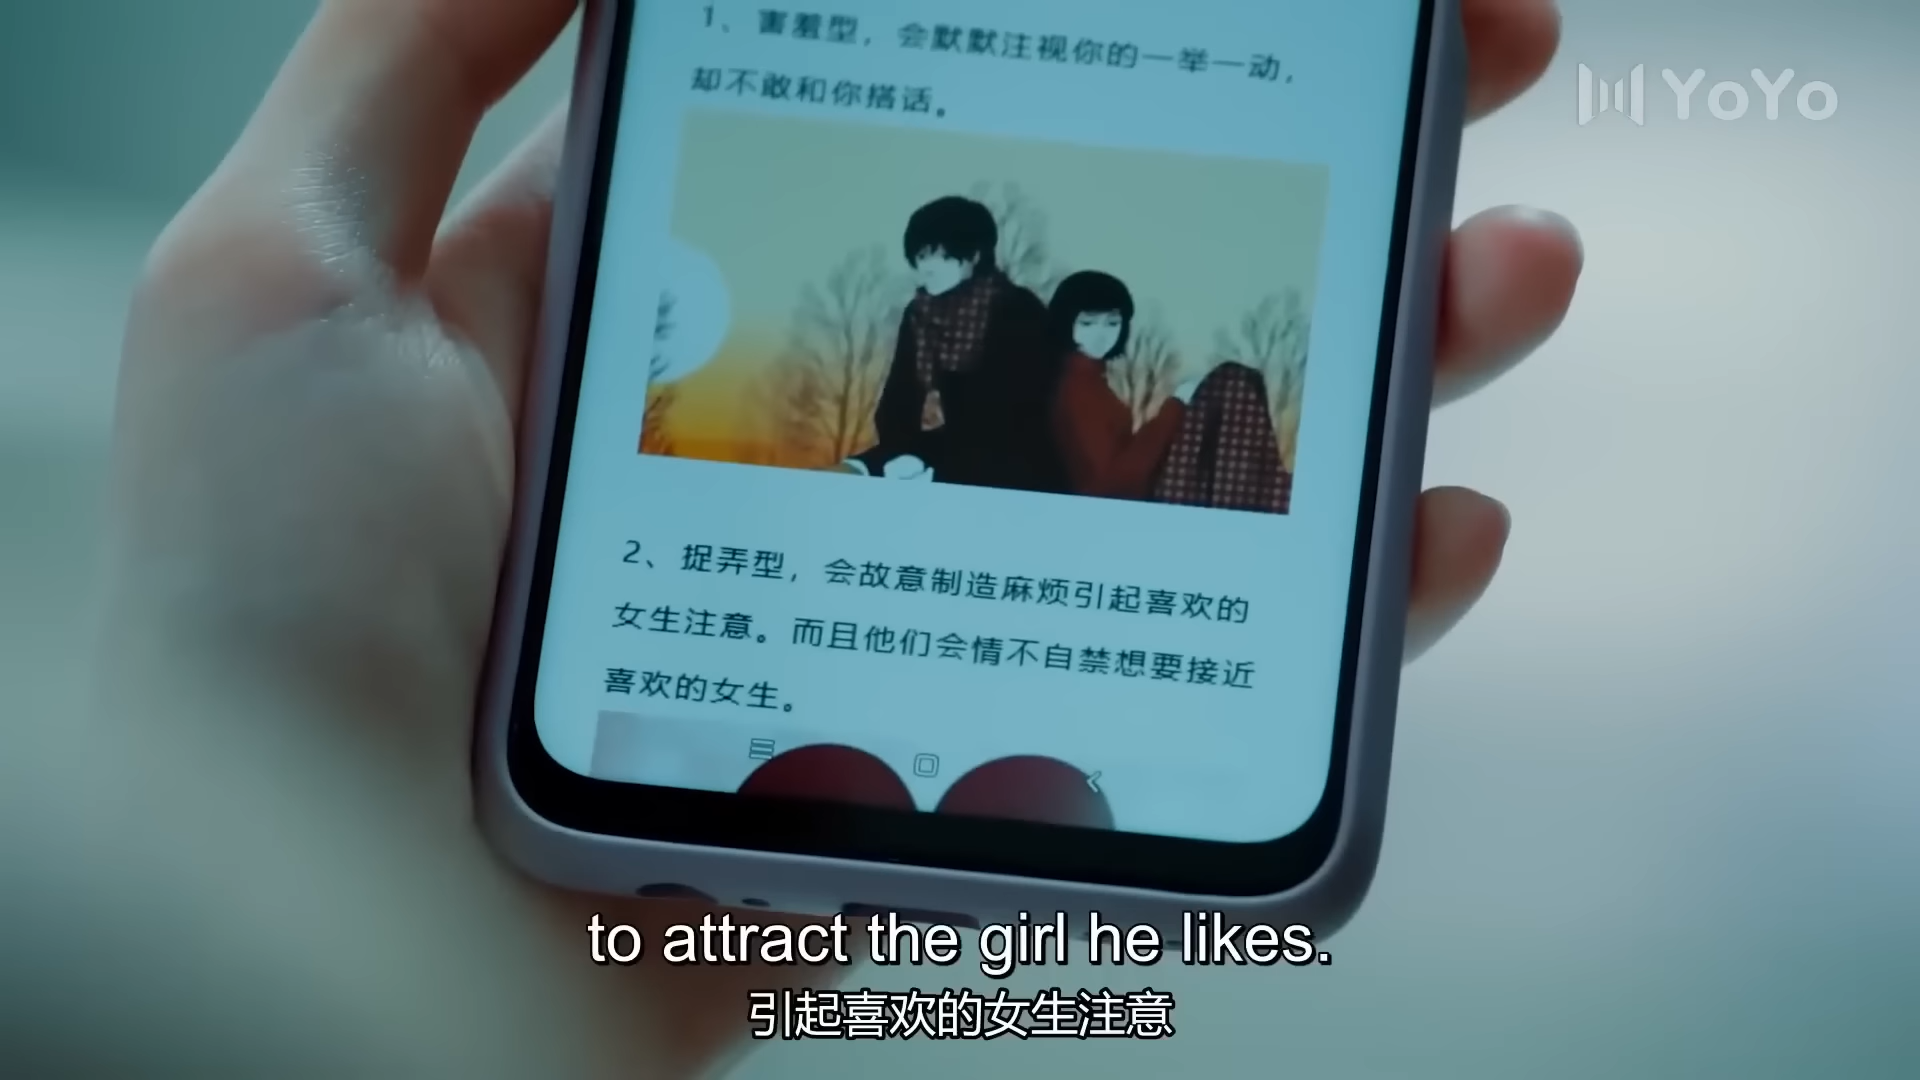 1、害羞型，会默默注视你的一举一动，
却不敢和你搭话。
YoYo
2、捉弄型，会故意制造麻烦引起喜欢的
女生注意。而且他们会情不自禁想要接近
喜欢的女生。
to attract the girl he likes.
引起喜欢的女生注意